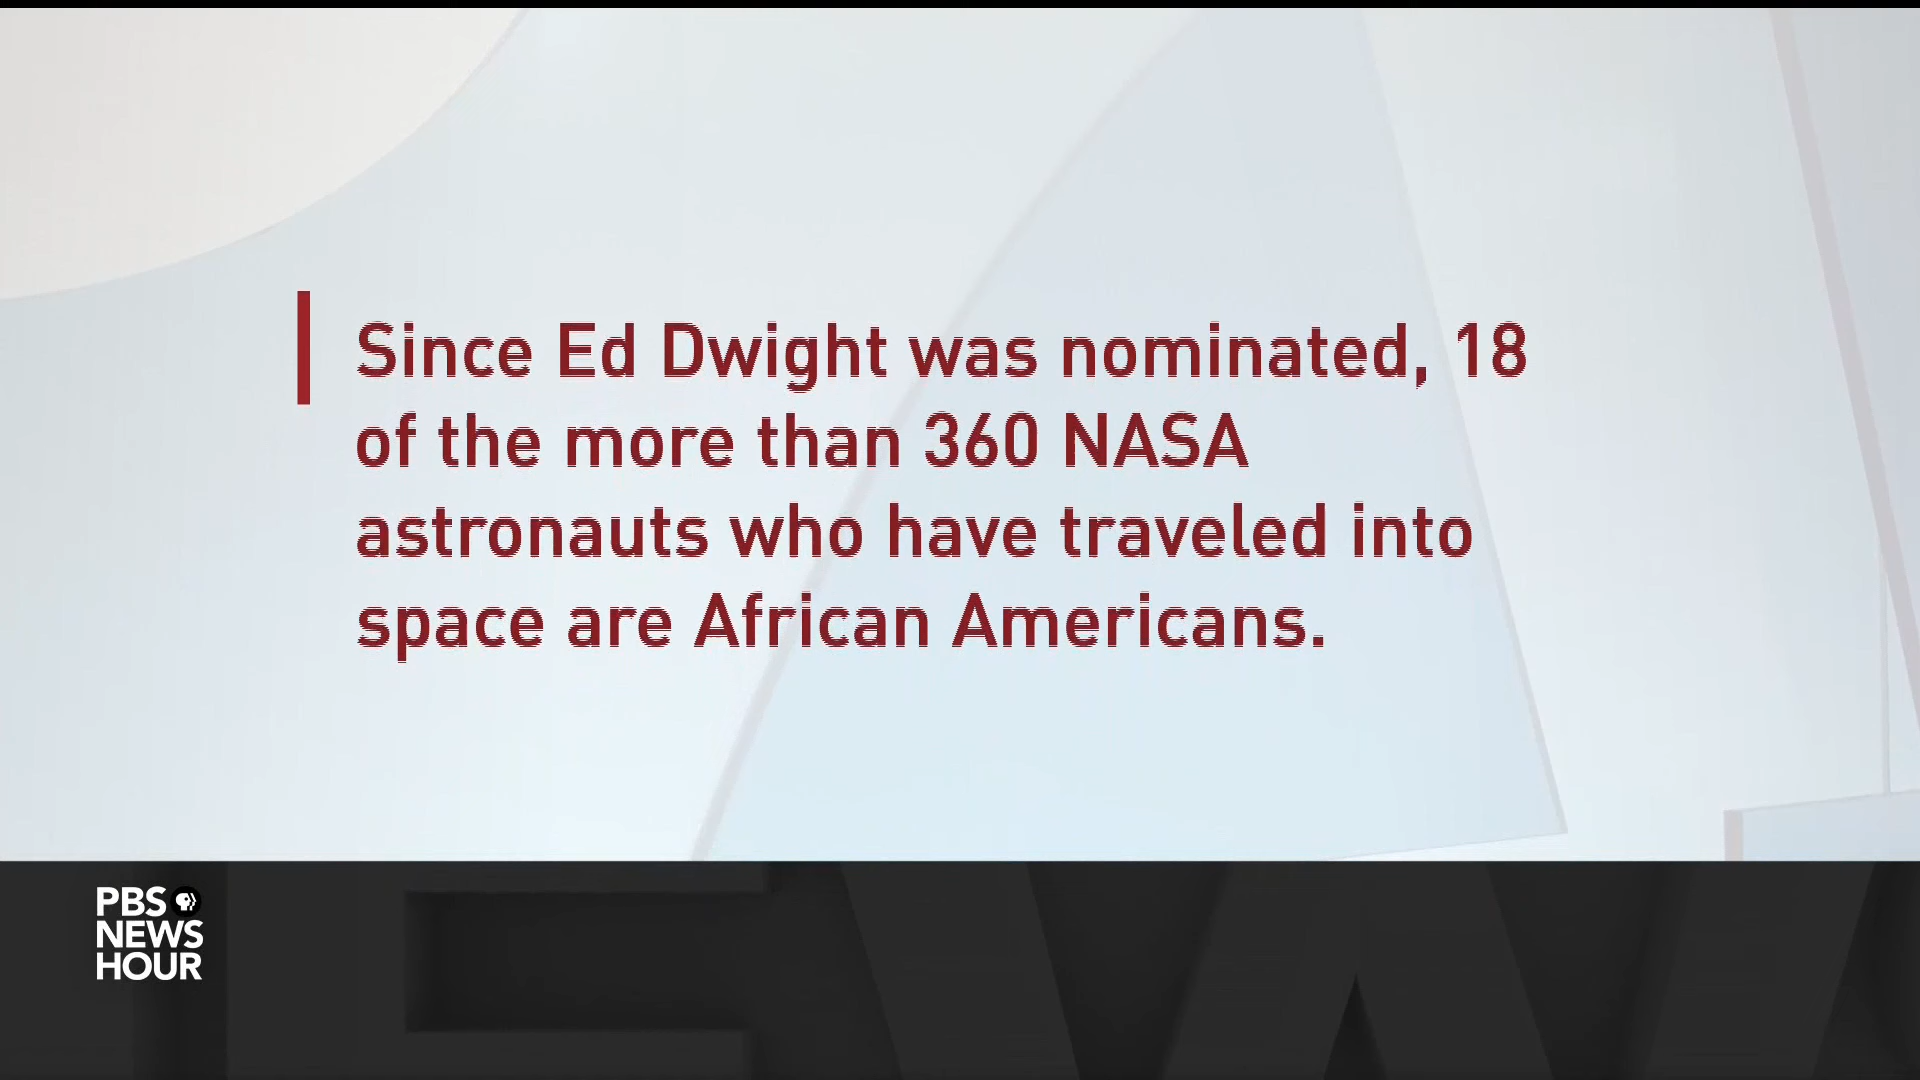 Since Ed Dwight was nominated, 18
of the more than 360 NASA
astronauts who have traveled into
space are African Americans.
PBS
NEWS
HOUR